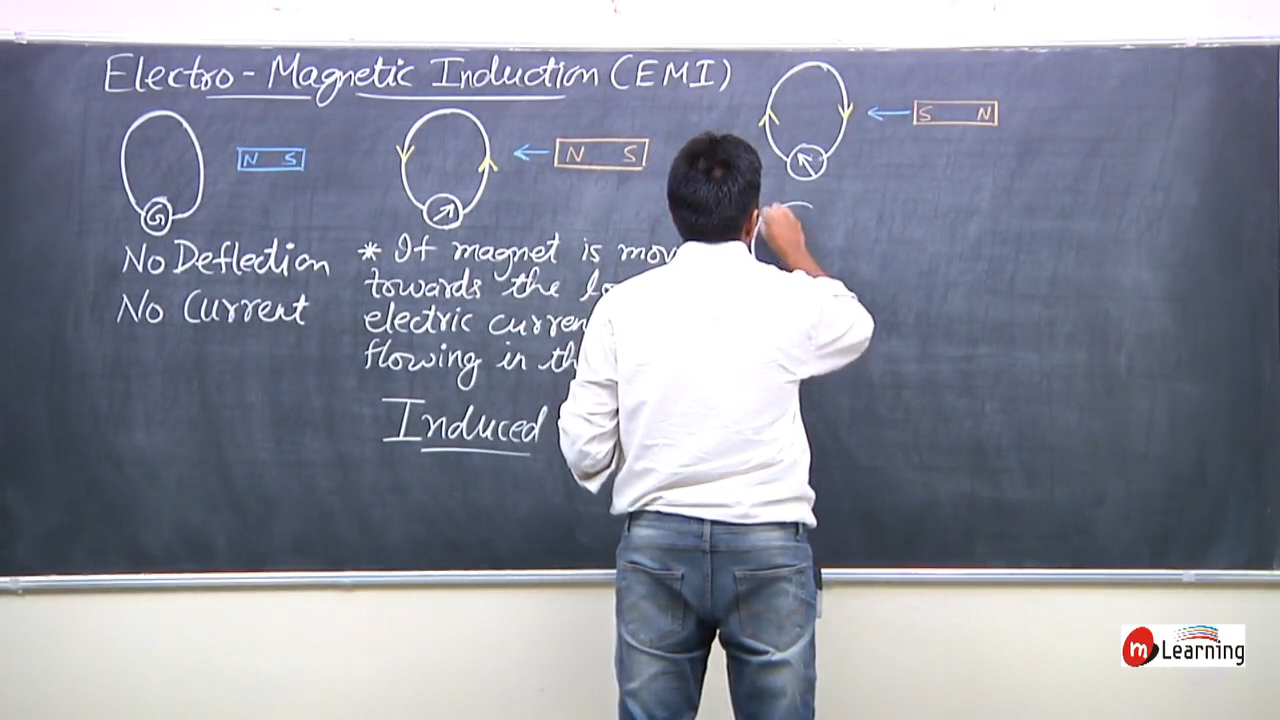 Electro-Magnetic Induction (EMI)
N S
G
No Deflection
No Current
N S
* If magnet is mov
towards the lo
electric curren
flowing in th
Induced
S N
m Learning